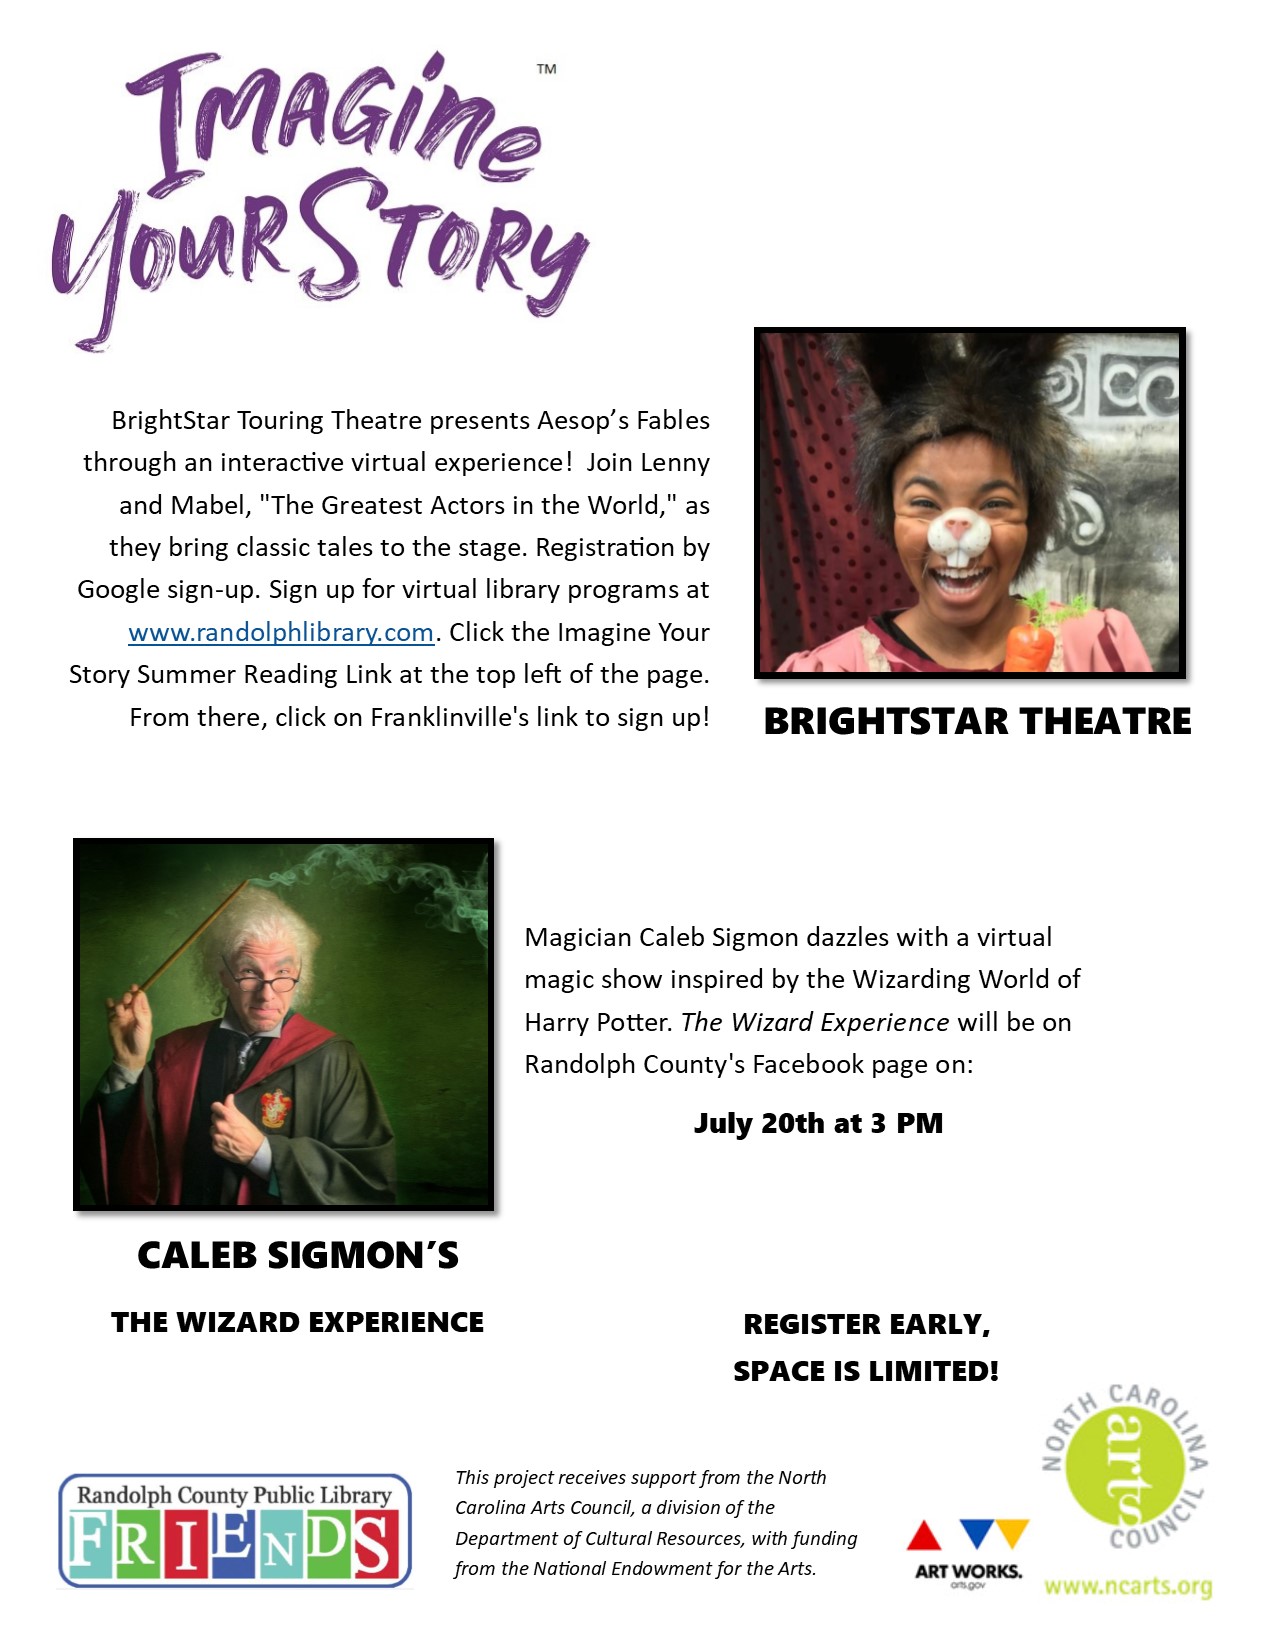 Imagine ™
Your Story
BrightStar Touring Theatre presents Aesop’s Fables
through an interactive virtual experience!  Join Lenny
and Mabel, "The Greatest Actors in the World," as
they bring classic tales to the stage. Registration by
Google sign-up. Sign up for virtual library programs at
www.randolphlibrary.com. Click the Imagine Your
Story Summer Reading Link at the top left of the page.
From there, click on Franklinville's link to sign up!
BRIGHTSTAR THEATRE
Magician Caleb Sigmon dazzles with a virtual
magic show inspired by the Wizarding World of
Harry Potter. The Wizard Experience will be on
Randolph County's Facebook page on:
July 20th at 3 PM
CALEB SIGMON’S
THE WIZARD EXPERIENCE
REGISTER EARLY,
SPACE IS LIMITED!
Randolph County Public Library
FRIENDS
This project receives support from the North
Carolina Arts Council, a division of the
Department of Cultural Resources, with funding
from the National Endowment for the Arts.
ART WORKS.
arts.gov
NORTH CAROLINA
arts
COUNCIL
www.ncarts.org